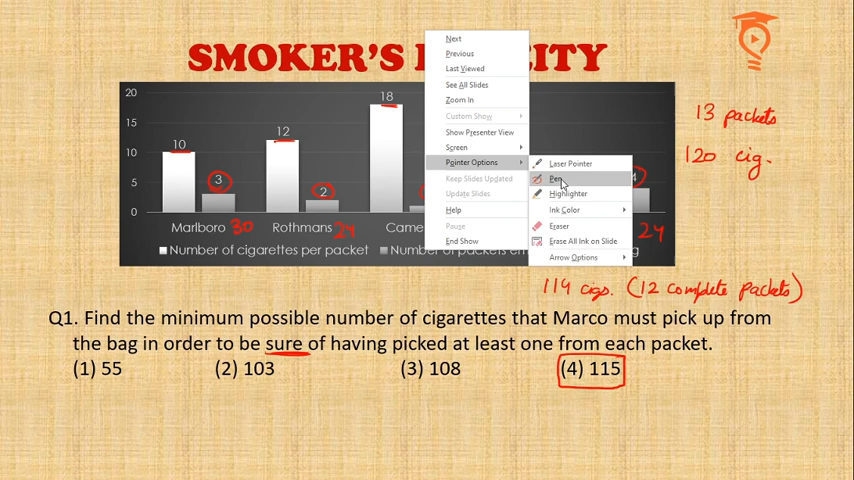 SMOKER'S
CITY
Next
Previous
Last Viewed
See All Slides
Zoom In
Custom Show
Show Presenter View
Screen
Pointer Options
Keep Slides Updated
Update Slides
Help
Pause
End Show
Laser Pointer
Pen
Highlighter
Ink Color
Eraser
Erase All Ink on Slide
Arrow Options
20
15
10
5
0
10
3
12
2
18
4
Marlboro 30
Rothmans 24
Came
24
Number of cigarettes per packet
Number of packets
13 packets
120 cig.
114 cigs. (12 complete packets)
Q1. Find the minimum possible number of cigarettes that Marco must pick up from
the bag in order to be sure of having picked at least one from each packet.
(1) 55 (2) 103 (3) 108 (4) 115